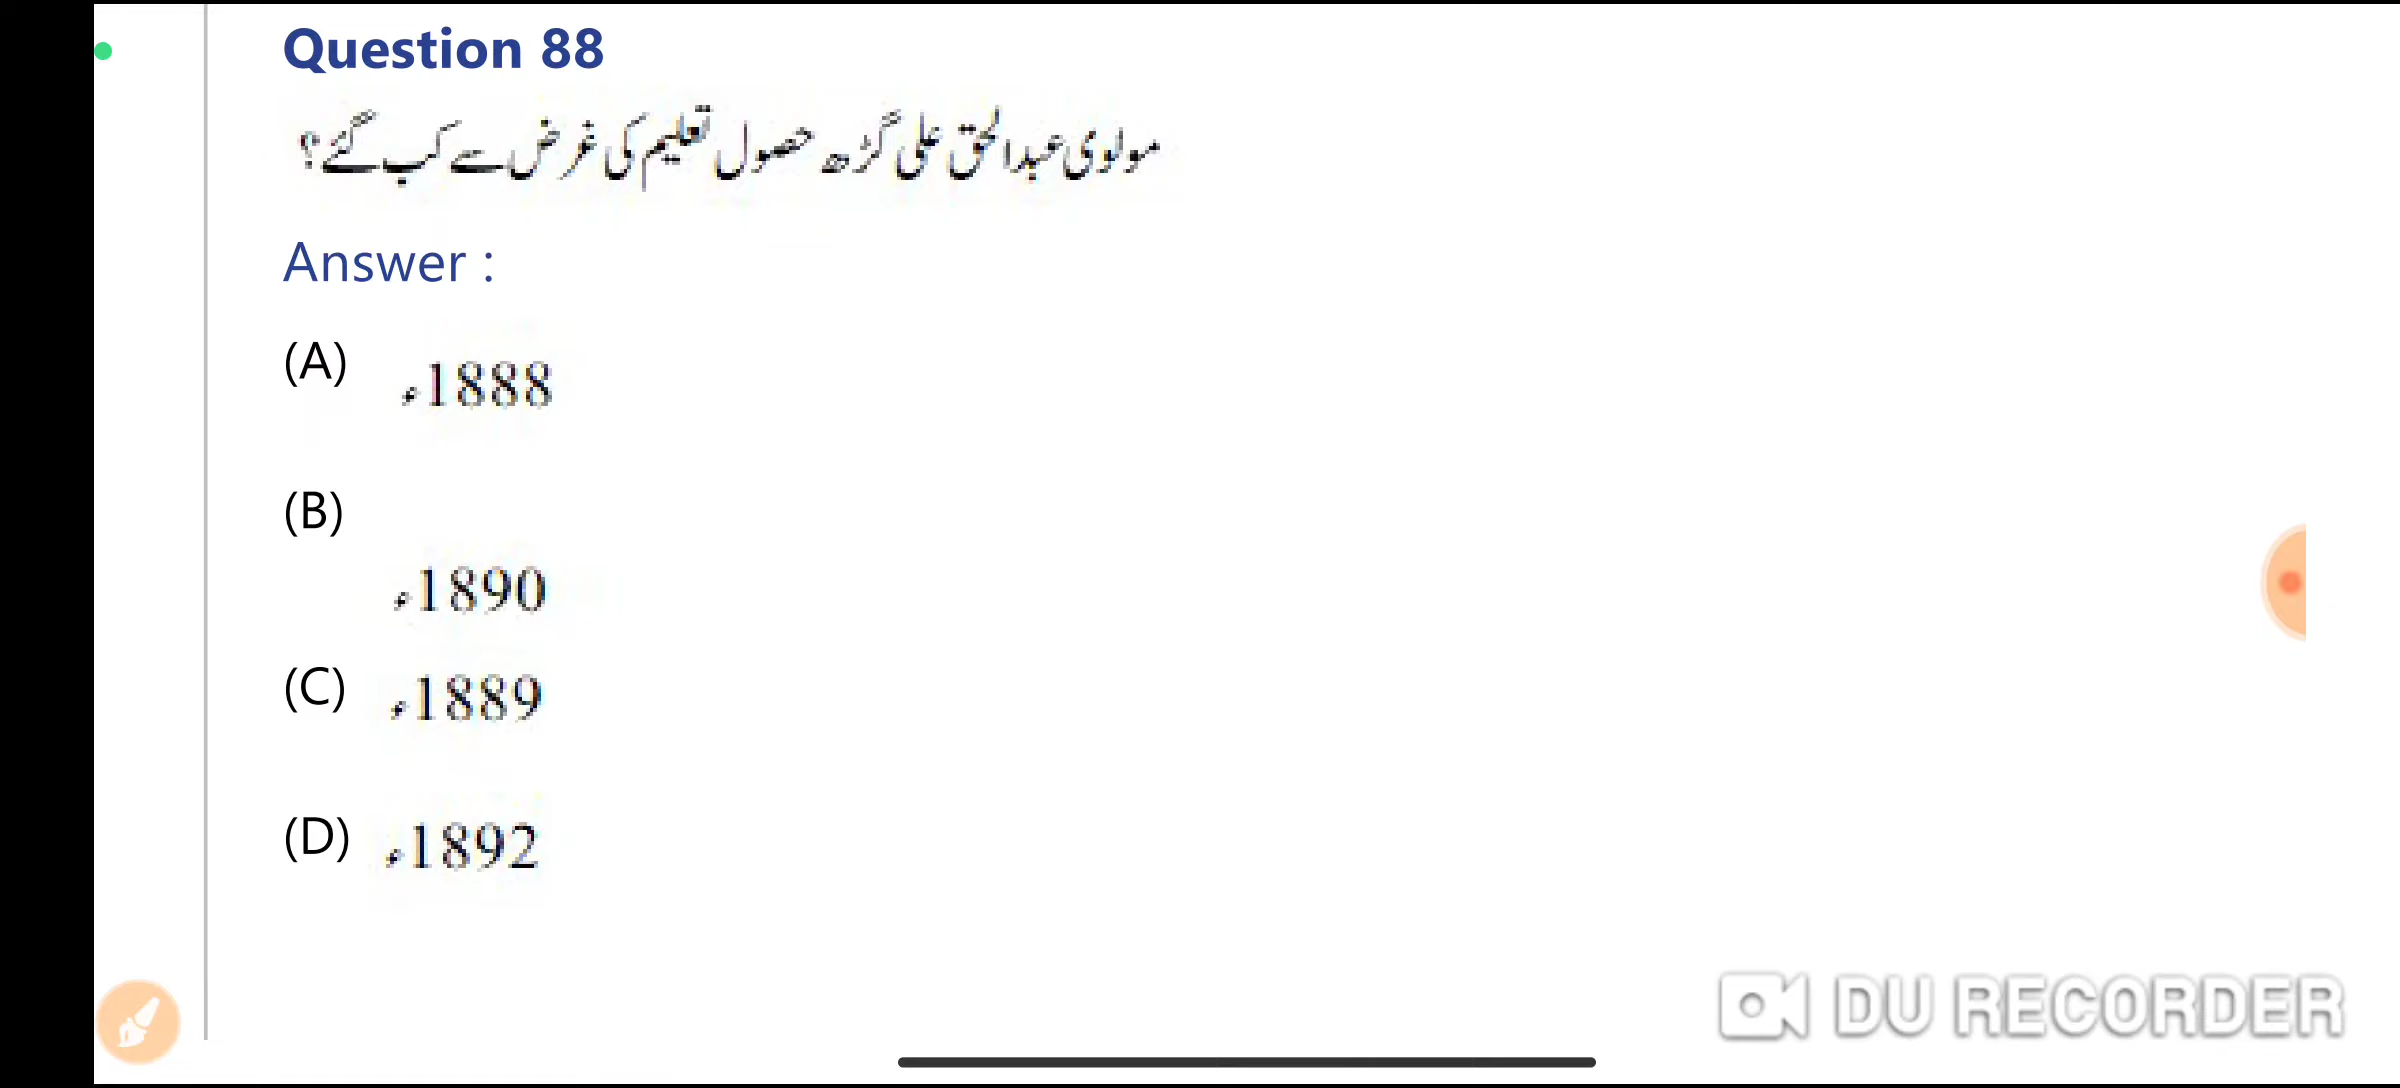 Question 88
مولوی عبدالحق علی گڑھ حصول تعلیم کی غرض سے کب گئے؟
Answer :
(A) 1888ء
(B)
1890ء
(C) 1889ء
(D) 1892ء
DU RECORDER